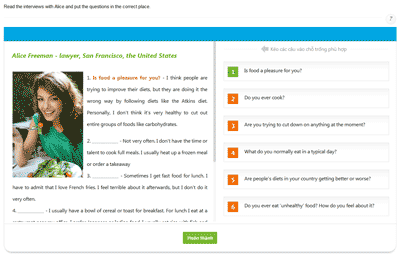 Read the interviews with Alice and put the questions in the correct place.
?
Alice Freeman - lawyer, San Francisco, the United States
1. Is food a pleasure for you? - I think people are
trying to improve their diets, but they are doing it the
wrong way by following diets like the Atkins diet.
Personally, I don't think it's very healthy to cut out
entire groups of foods like carbohydrates.
2.__________ - Not very often. I don't have the time or
talent to cook full meals. I usually heat up a frozen meal
or order a takeaway.
3.__________ - Sometimes I get fast food for lunch. I
have to admit that I love French fries. I feel terrible about it afterwards, but I don't do it
very often.
4.__________ - I usually have a bowl of cereal or toast for breakfast. For lunch I eat at a
Kéo các câu vào chỗ trống phù hợp
1 Is food a pleasure for you?
2 Do you ever cook?
3 Are you trying to cut down on anything at the moment?
4 What do you normally eat in a typical day?
5 Are people's diets in your country getting better or worse?
6 Do you ever eat 'unhealthy' food? How do you feel about it?
Hoàn thành